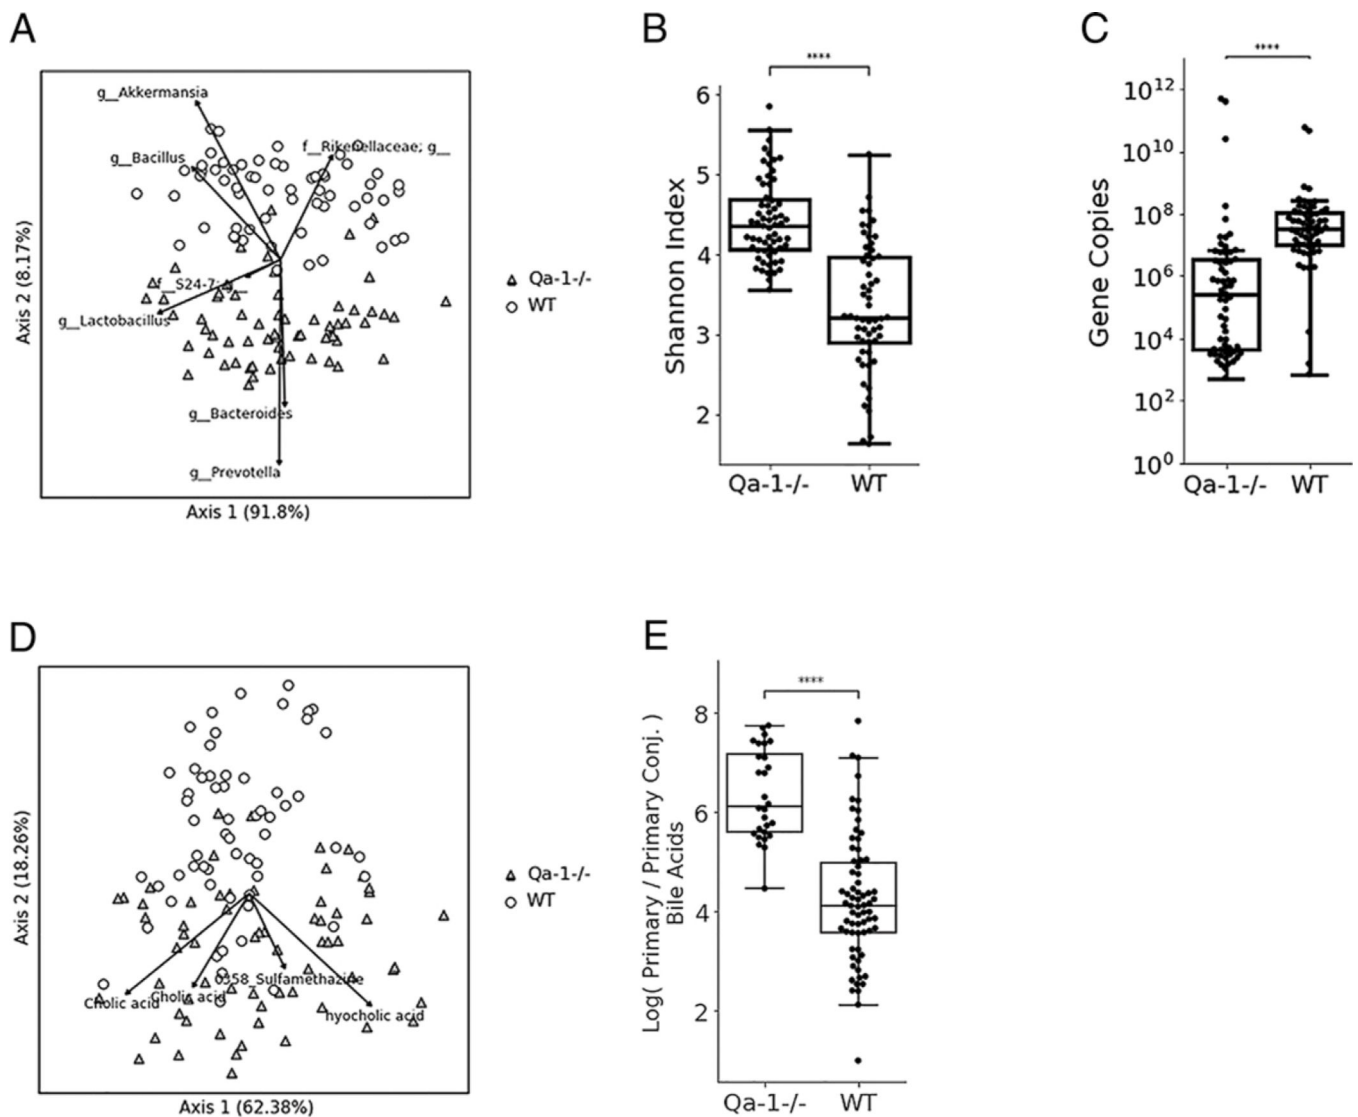 A
g__Akkermansia
g__Bacillus
f__Rikenellaceae; g__
f__S24-7; g__
g__Lactobacillus
g__Bacteroides
g__Prevotella
Axis 2 (8.17%)
Axis 1 (91.8%)
Qa-1-/-
WT
B
****
Shannon Index
6
5
4
3
2
Qa-1-/-
WT
C
****
Gene Copies
10^12
10^10
10^8
10^6
10^4
10^2
10^0
Qa-1-/-
WT
D
Axis 2 (18.26%)
Cholic acid
Cholic acid
0358_Sulfamethazine
hyocholic acid
Axis 1 (62.38%)
Qa-1-/-
WT
E
****
Log( Primary / Primary Conj. )
Bile Acids
8
6
4
2
Qa-1-/-
WT